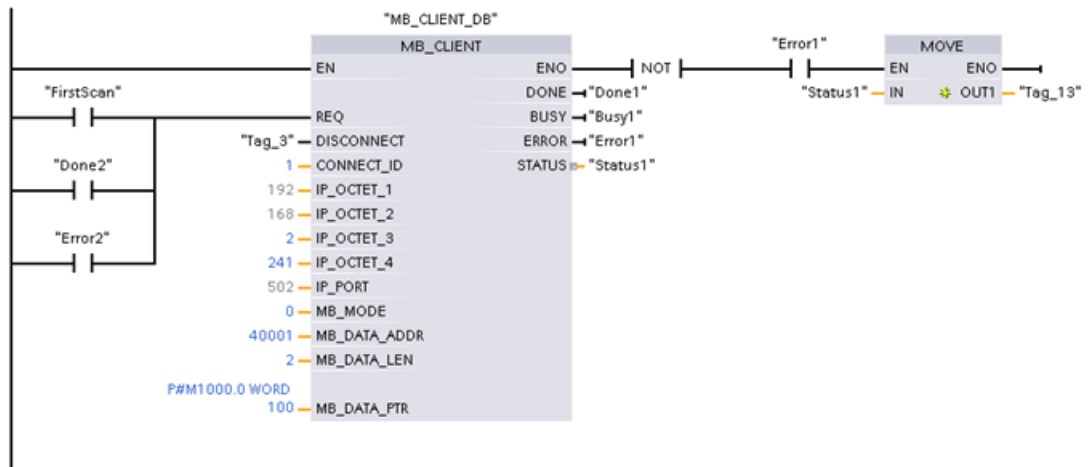 "MB_CLIENT_DB"
MB_CLIENT
EN ENO
NOT
"Error1"
MOVE
EN ENO
"Status1" IN OUT1 "Tag_13"
DONE "Done1"
"FirstScan"
REQ BUSY "Busy1"
"Tag_3" DISCONNECT ERROR "Error1"
"Done2"
1 CONNECT_ID STATUS "Status1"
192 IP_OCTET_1
168 IP_OCTET_2
"Error2"
2 IP_OCTET_3
241 IP_OCTET_4
502 IP_PORT
0 MB_MODE
40001 MB_DATA_ADDR
2 MB_DATA_LEN
P#M1000.0 WORD
100 MB_DATA_PTR